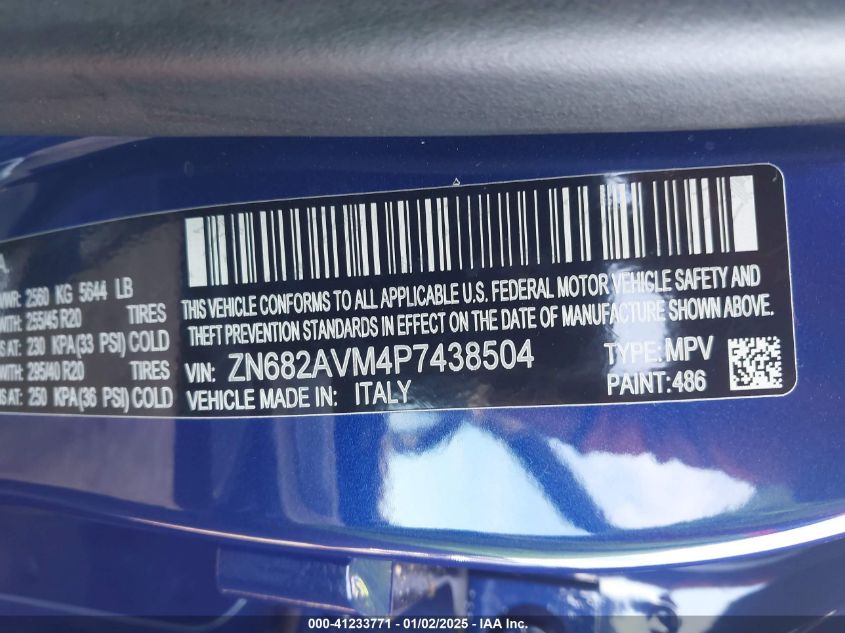 2560 KG 5644 LB
255/45 R20 TIRES
AT: 230 KPA(33 PSI) COLD
295/40 R20 TIRES
AT: 250 KPA(36 PSI) COLD
THIS VEHICLE CONFORMS TO ALL APPLICABLE U.S. FEDERAL MOTOR VEHICLE SAFETY AND
THEFT PREVENTION STANDARDS IN EFFECT ON THE DATE OF MANUFACTURE SHOWN ABOVE.
VIN: ZN682AVM4P7438504 TYPE: MPV
VEHICLE MADE IN: ITALY PAINT:486
000-41233771 - 01/02/2025 - IAA Inc.